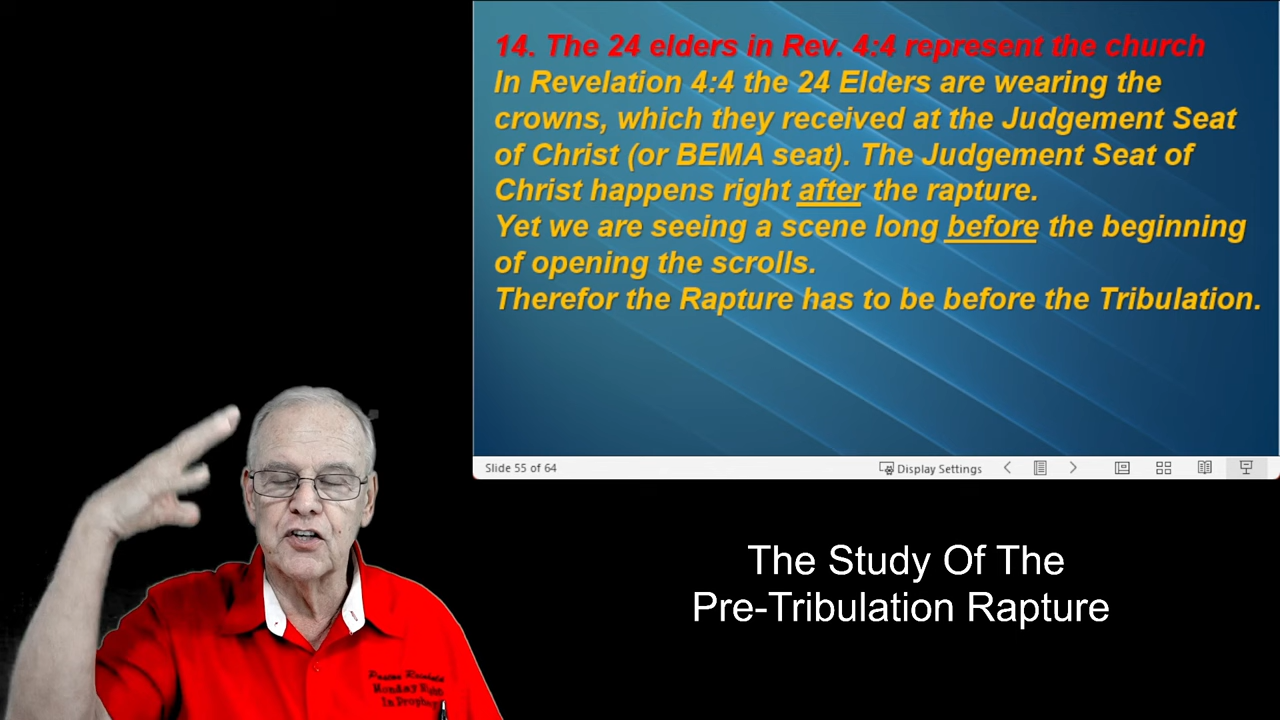 14. The 24 elders in Rev. 4:4 represent the church
In Revelation 4:4 the 24 Elders are wearing the
crowns, which they received at the Judgement Seat
of Christ (or BEMA seat). The Judgement Seat of
Christ happens right after the rapture.
Yet we are seeing a scene long before the beginning
of opening the scrolls.
Therefor the Rapture has to be before the Tribulation.
Slide 55 of 64
Display Settings
The Study Of The
Pre-Tribulation Rapture
Monday
In